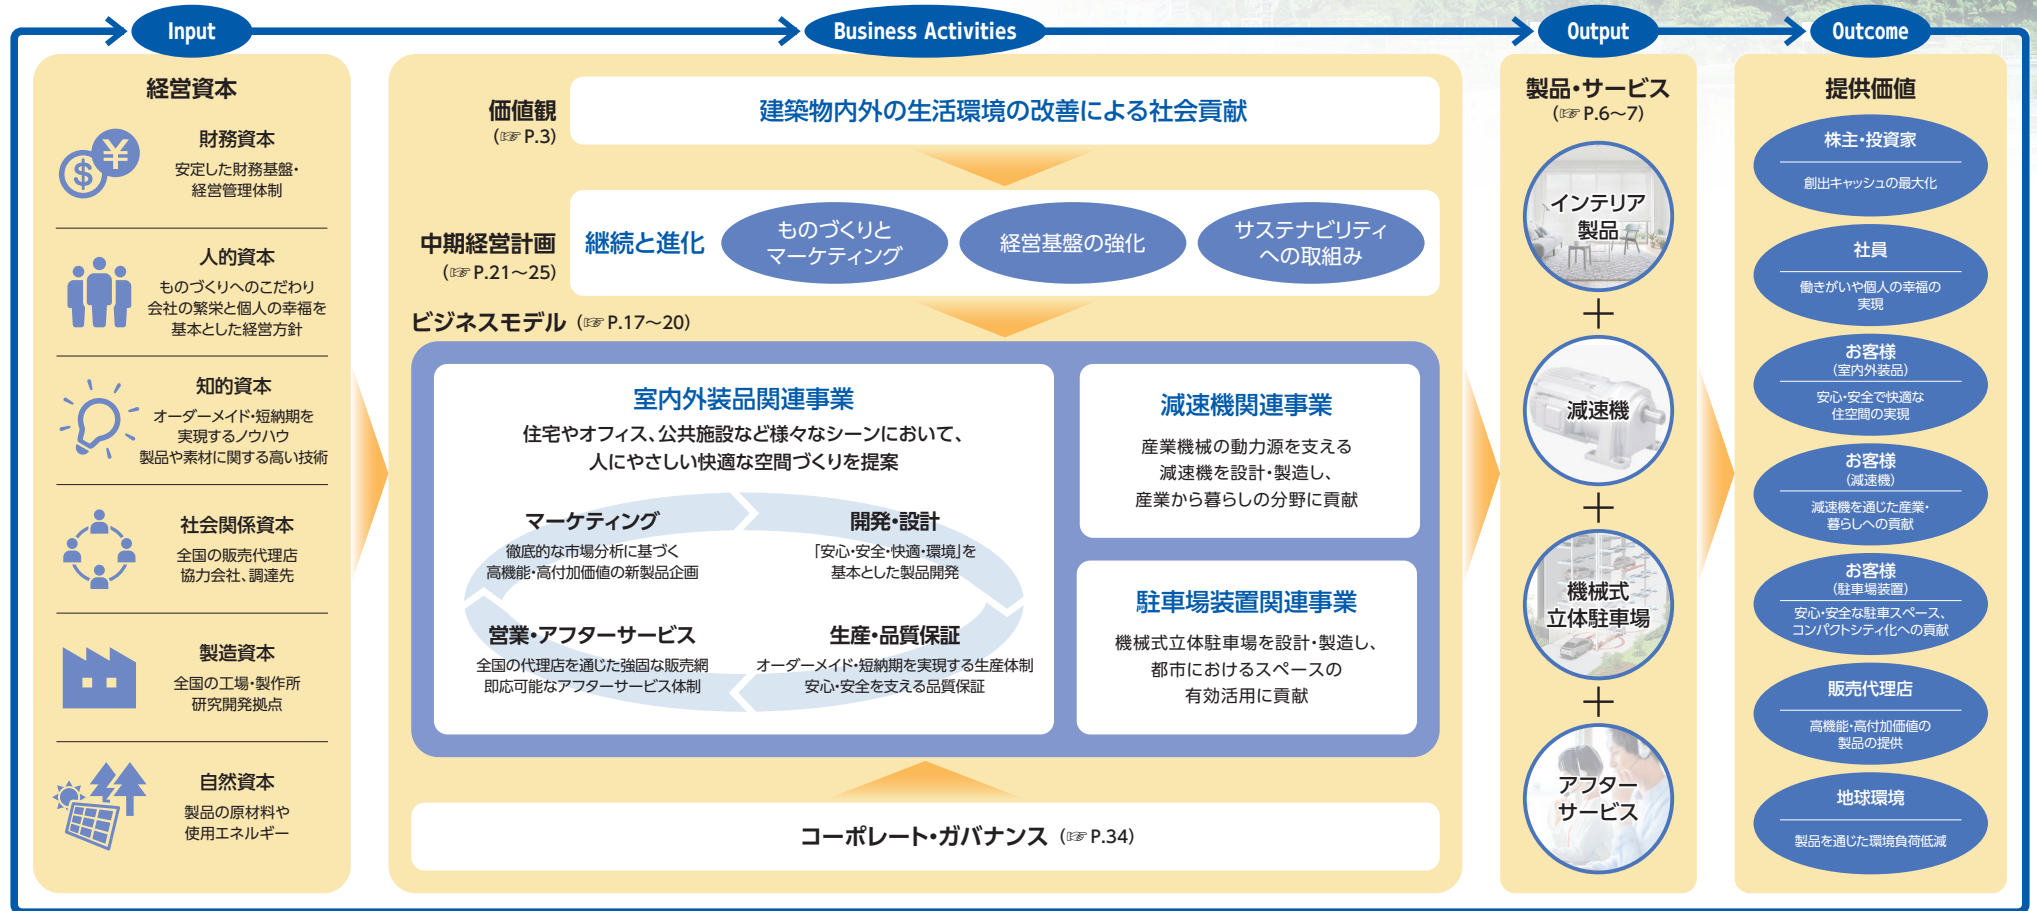 Input
Business Activities
Output
Outcome
経営資本
財務資本
安定した財務基盤・
経営管理体制
人的資本
ものづくりへのこだわり
会社の繁栄と個人の幸福を
基本とした経営方針
知的資本
オーダーメイド・短納期を
実現するノウハウ
製品や素材に関する高い技術
社会関係資本
全国の販売代理店
協力会社、調達先
製造資本
全国の工場・製作所
研究開発拠点
自然資本
製品の原材料や
使用エネルギー
価値観
(☞ P.3)
建築物内外の生活環境の改善による社会貢献
中期経営計画
(☞ P.21～25)
継続と進化
ものづくりと
マーケティング
経営基盤の強化
サステナビリティ
への取組み
ビジネスモデル (☞ P.17～20)
室内外装品関連事業
住宅やオフィス、公共施設など様々なシーンにおいて、
人にやさしい快適な空間づくりを提案
マーケティング
徹底的な市場分析に基づく
高機能・高付加価値の新製品企画
開発・設計
「安心・安全・快適・環境」を
基本とした製品開発
営業・アフターサービス
全国の代理店を通じた強固な販売網
即応可能なアフターサービス体制
生産・品質保証
オーダーメイド・短納期を実現する生産体制
安心・安全を支える品質保証
減速機関連事業
産業機械の動力源を支える
減速機を設計・製造し、
産業から暮らしの分野に貢献
駐車場装置関連事業
機械式立体駐車場を設計・製造し、
都市におけるスペースの
有効活用に貢献
コーポレート・ガバナンス (☞ P.34)
製品・サービス
(☞ P.6～7)
インテリア
製品
+
減速機
+
機械式
立体駐車場
+
アフター
サービス
提供価値
株主・投資家
創出キャッシュの最大化
社員
働きがいや個人の幸福の
実現
お客様
(室内外装品)
安心・安全で快適な
住空間の実現
お客様
(減速機)
減速機を通じた産業・
暮らしへの貢献
お客様
(駐車場装置)
安心・安全な駐車スペース、
コンパクトシティ化への貢献
販売代理店
高機能・高付加価値の
製品の提供
地球環境
製品を通じた環境負荷低減